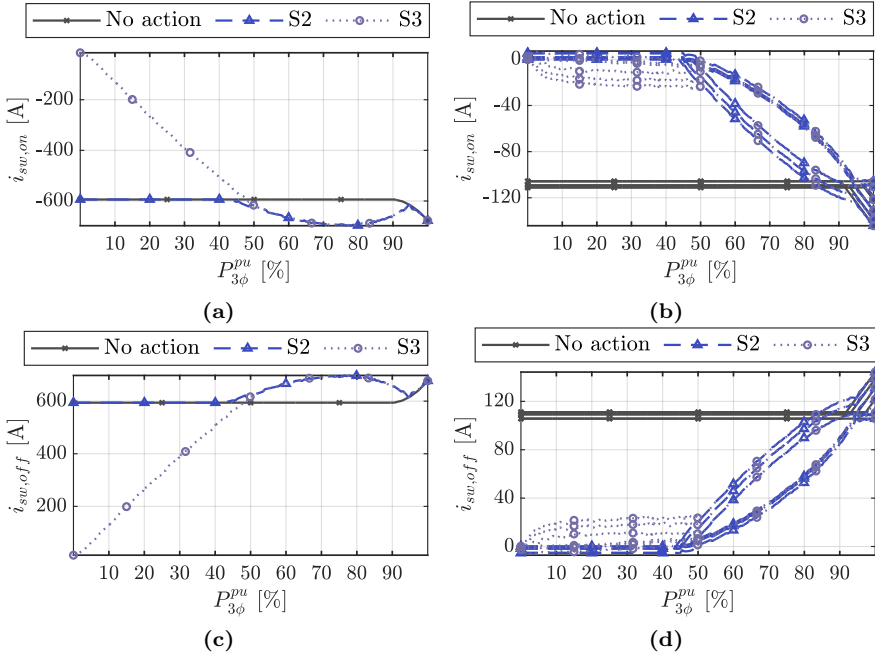 No action S2 S3
No action S2 S3
-200
-400
-600
i_{sw,on} [A]
10 20 30 40 50 60 70 80 90
P_{3ϕ}^{pu} [%]
(a)
0
-40
-80
-120
i_{sw,on} [A]
10 20 30 40 50 60 70 80 90
P_{3ϕ}^{pu} [%]
(b)
No action S2 S3
No action S2 S3
600
400
200
i_{sw,off} [A]
10 20 30 40 50 60 70 80 90
P_{3ϕ}^{pu} [%]
(c)
120
80
40
0
i_{sw,off} [A]
10 20 30 40 50 60 70 80 90
P_{3ϕ}^{pu} [%]
(d)